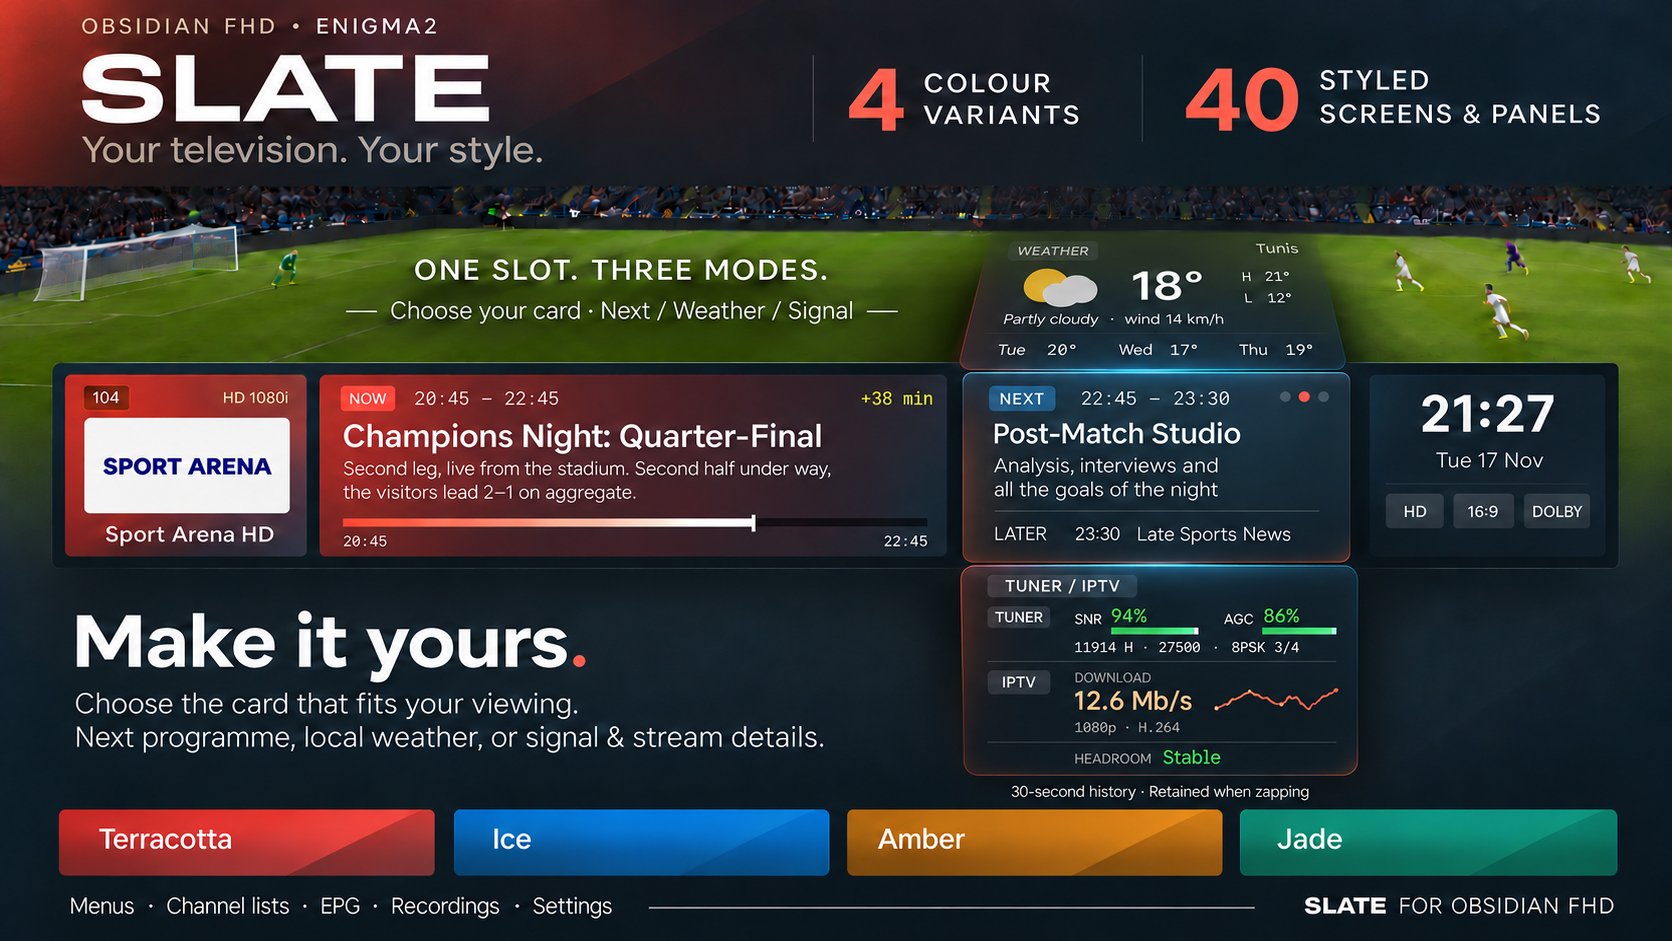 OBSIDIAN FHD • ENIGMA2
SLATE
Your television. Your style.
4 COLOUR VARIANTS
40 STYLED SCREENS & PANELS
ONE SLOT. THREE MODES.
Choose your card · Next / Weather / Signal
WEATHER
Tunis
18°
H 21°
L 12°
Partly cloudy · wind 14 km/h
Tue 20° Wed 17° Thu 19°
104
HD 1080i
SPORT ARENA
Sport Arena HD
NOW 20:45 – 22:45
+38 min
Champions Night: Quarter-Final
Second leg, live from the stadium. Second half under way,
the visitors lead 2–1 on aggregate.
20:45
22:45
NEXT 22:45 – 23:30
Post-Match Studio
Analysis, interviews and
all the goals of the night
LATER 23:30 Late Sports News
21:27
Tue 17 Nov
HD 16:9 DOLBY
TUNER / IPTV
TUNER SNR 94% AGC 86%
11914 H · 27500 · 8PSK 3/4
IPTV DOWNLOAD
12.6 Mb/s
1080p · H.264
HEADROOM Stable
30-second history · Retained when zapping
Make it yours.
Choose the card that fits your viewing.
Next programme, local weather, or signal & stream details.
Terracotta
Ice
Amber
Jade
Menus · Channel lists · EPG · Recordings · Settings
SLATE FOR OBSIDIAN FHD